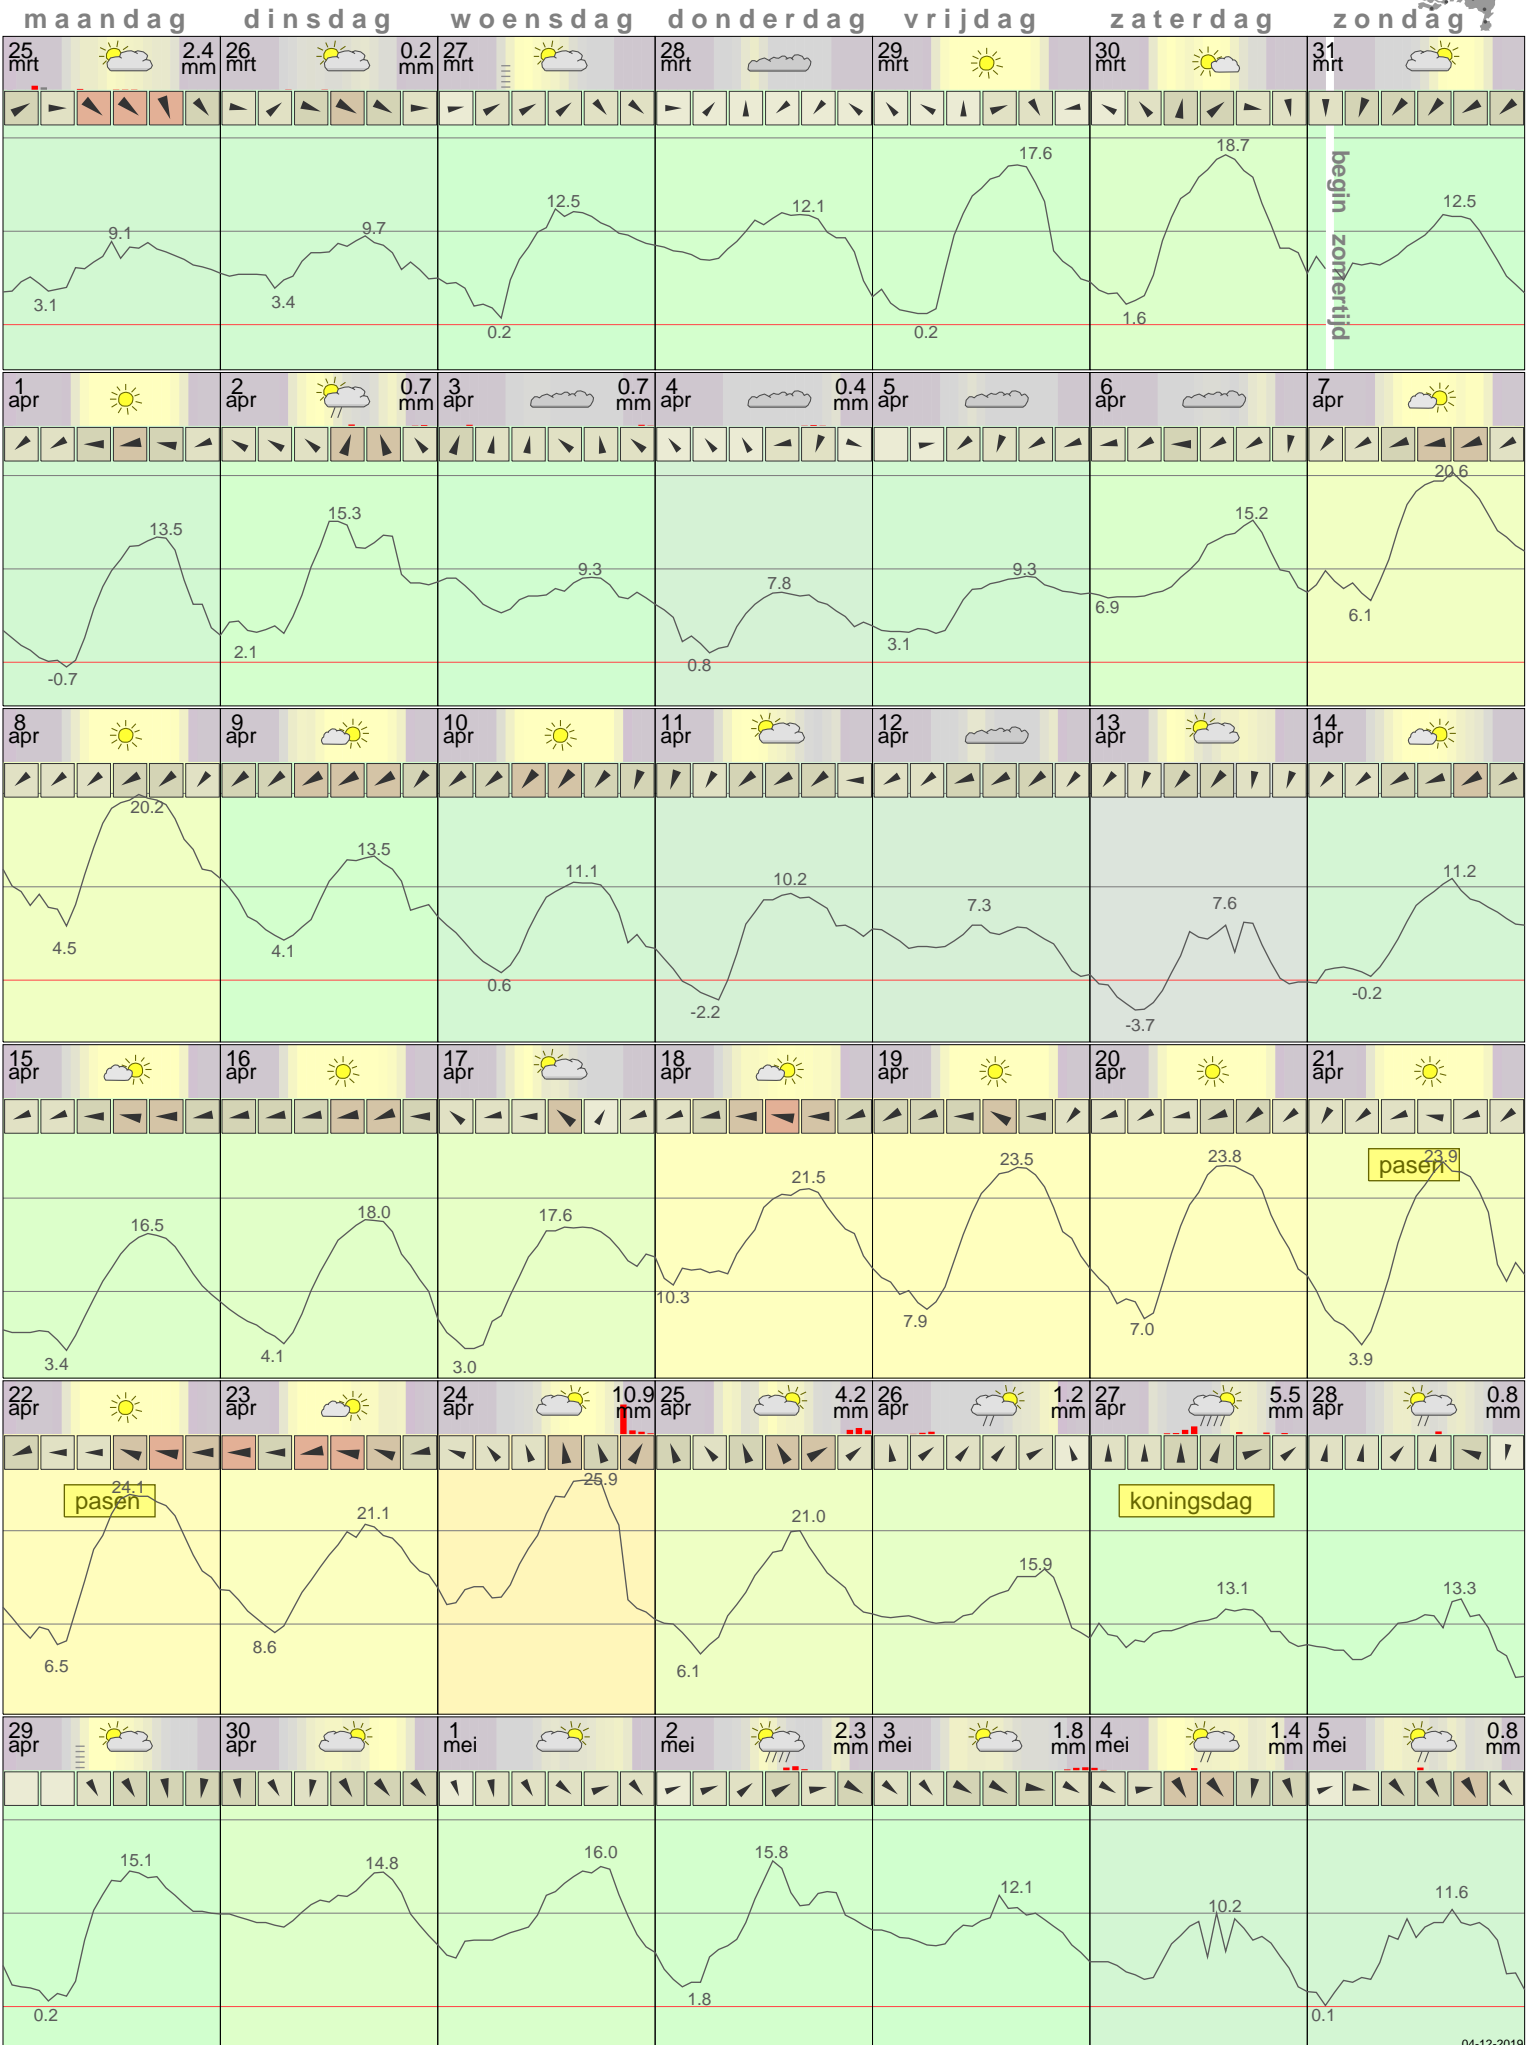 maandag dinsdag woensdag donderdag vrijdag zaterdag zondag
25 mrt 2.4 mm 26 mrt 0.2 mm 27 mrt 28 mrt 29 mrt 30 mrt 31 mrt
9.1 3.1 9.7 3.4 12.5 0.2 12.1 17.6 0.2 18.7 1.6 12.5
begin zomertijd
1 apr 2 apr 0.7 mm 3 apr 0.7 mm 4 apr 0.4 mm 5 apr 6 apr 7 apr
13.5 -0.7 15.3 2.1 9.3 7.8 0.8 9.3 3.1 15.2 6.9 20.6 6.1
8 apr 9 apr 10 apr 11 apr 12 apr 13 apr 14 apr
20.2 4.5 13.5 4.1 11.1 0.6 10.2 -2.2 7.3 7.6 -3.7 11.2 -0.2
15 apr 16 apr 17 apr 18 apr 19 apr 20 apr 21 apr
pasen
16.5 3.4 18.0 4.1 17.6 3.0 21.5 10.3 23.5 7.9 23.8 7.0 23.9 3.9
22 apr 23 apr 24 apr 10.9 mm 25 apr 4.2 mm 26 apr 1.2 mm 27 apr 5.5 mm 28 apr 0.8 mm
pasen koningsdag
24.1 6.5 21.1 8.6 25.9 21.0 6.1 15.9 13.1 13.3
29 apr 30 apr 1 mei 2 mei 2.3 mm 3 mei 1.8 mm 4 mei 1.4 mm 5 mei 0.8 mm
15.1 0.2 14.8 16.0 15.8 1.8 12.1 10.2 11.6 0.1
04-12-2019